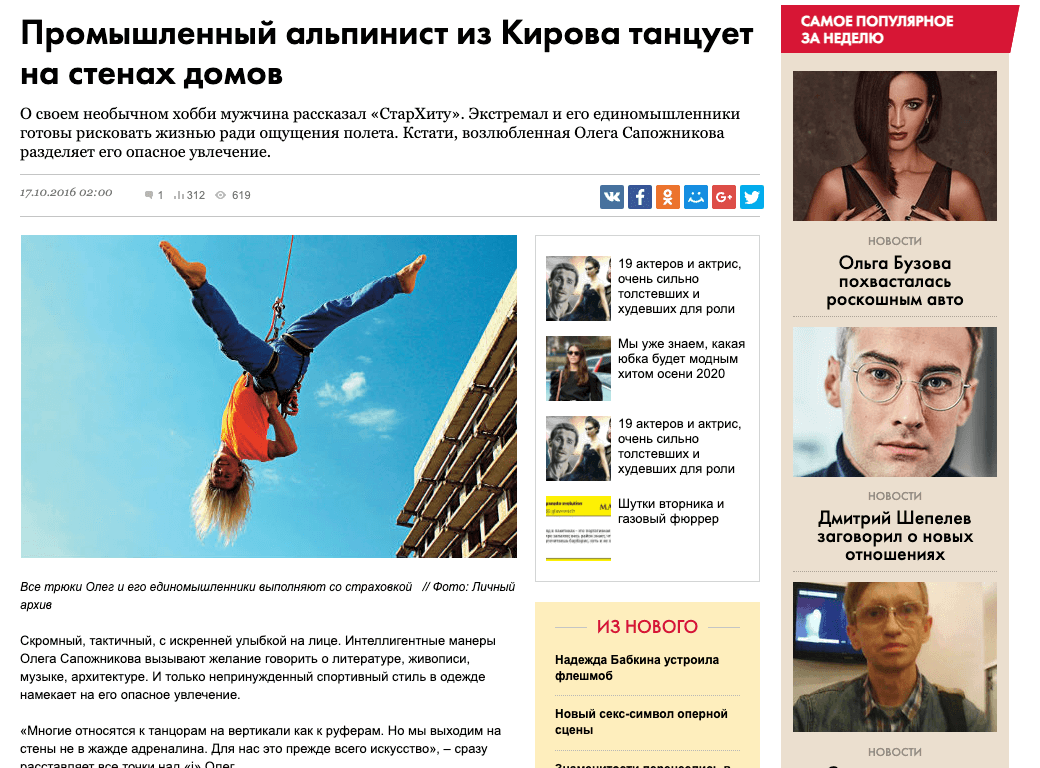 Промышленный альпинист из Кирова танцует
на стенах домов
О своем необычном хобби мужчина рассказал «СтарХиту». Экстремал и его единомышленники
готовы рисковать жизнью ради ощущения полета. Кстати, возлюбленная Олега Сапожникова
разделяет его опасное увлечение.
17.10.2016 02:00
1
312
619
Все трюки Олег и его единомышленники выполняют со страховкой // Фото: Личный
архив
Скромный, тактичный, с искренней улыбкой на лице. Интеллигентные манеры
Олега Сапожникова вызывают желание говорить о литературе, живописи,
музыке, архитектуре. И только непринужденный спортивный стиль в одежде
намекает на его опасное увлечение.
«Многие относятся к танцорам на вертикали как к руферам. Но мы выходим на
стены не в жажде адреналина. Для нас это прежде всего искусство», – сразу
расставляет все точки над «i» Олег.
19 актеров и актрис,
очень сильно
толстевших и
худевших для роли
Мы уже знаем, какая
юбка будет модным
хитом осени 2020
19 актеров и актрис,
очень сильно
толстевших и
худевших для роли
Шутки вторника и
газовый фюррер
ИЗ НОВОГО
Надежда Бабкина устроила
флешмоб
Новый секс-символ оперной
сцены
САМОЕ ПОПУЛЯРНОЕ
ЗА НЕДЕЛЮ
НОВОСТИ
Ольга Бузова
похвасталась
роскошным авто
НОВОСТИ
Дмитрий Шепелев
заговорил о новых
отношениях
НОВОСТИ